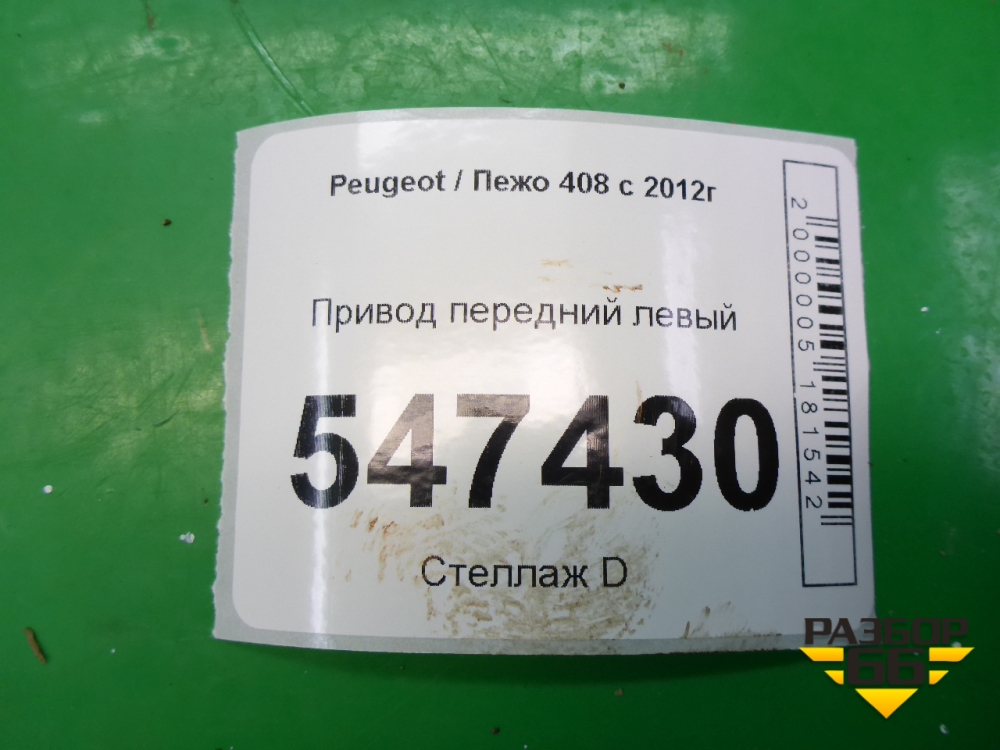 Peugeot / Пежо 408 с 2012г
Привод передний левый
547430
Стеллаж D
2000005181542
РАЗБОР
66